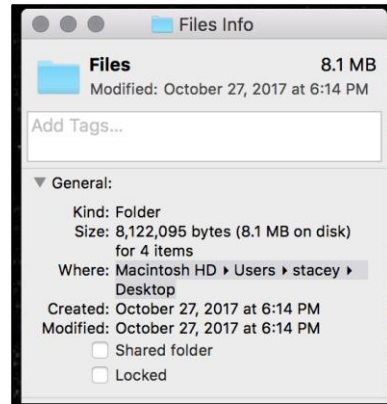 Files Info
Files 8.1 MB
Modified: October 27, 2017 at 6:14 PM
Add Tags...
▼ General:
Kind: Folder
Size: 8,122,095 bytes (8.1 MB on disk)
for 4 items
Where: Macintosh HD ▸ Users ▸ stacey ▸
Desktop
Created: October 27, 2017 at 6:14 PM
Modified: October 27, 2017 at 6:14 PM
Shared folder
Locked